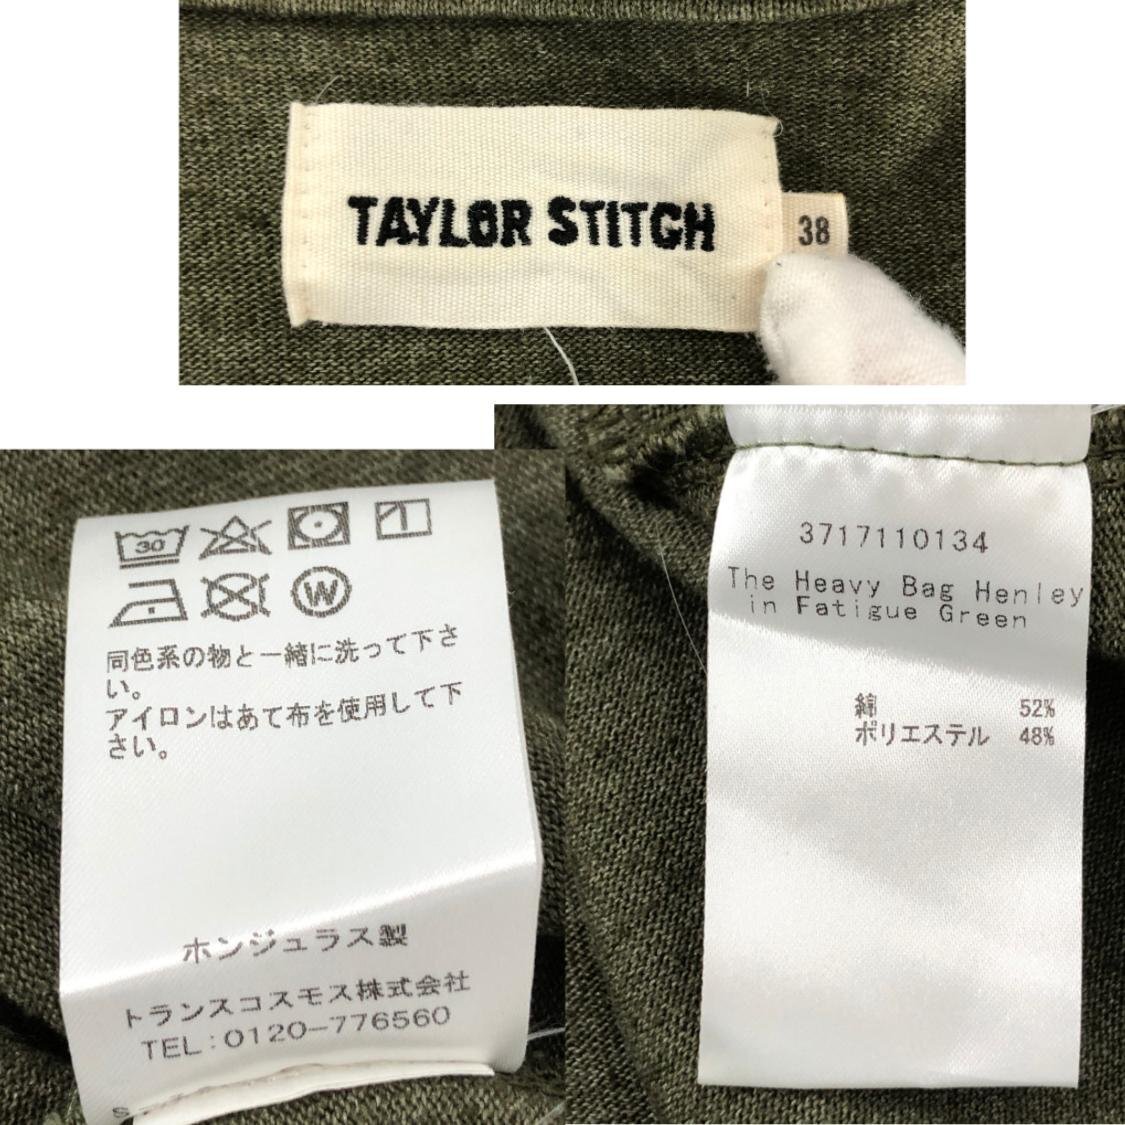 TAYLOR STITCH
38
30
W
同色系の物と一緒に洗って下さ
い。
アイロンはあて布を使用して下
さい。
ホンジュラス製
トランスコスモス株式会社
TEL:0120-776560
3717110134
The Heavy Bag Henley
in Fatigue Green
綿 52%
ポリエステル 48%